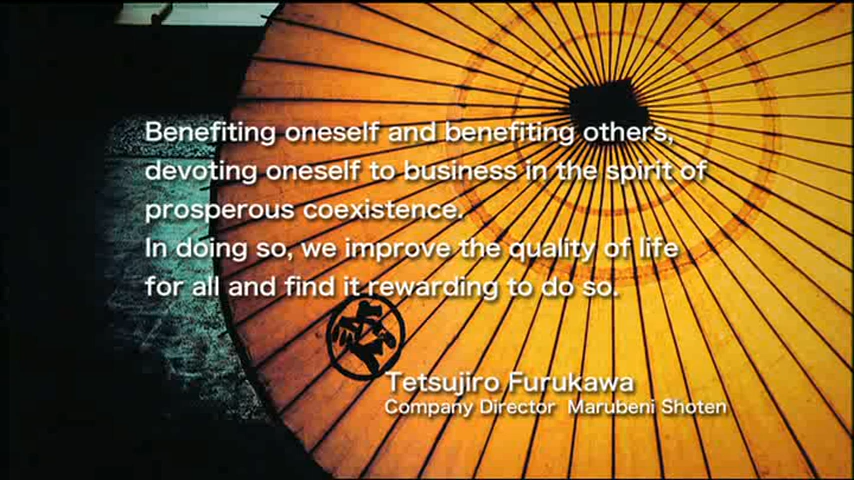 Benefiting oneself and benefiting others,
devoting oneself to business in the spirit of
prosperous coexistence.
In doing so, we improve the quality of life
for all and find it rewarding to do so.
Tetsujiro Furukawa
Company Director Marubeni Shoten